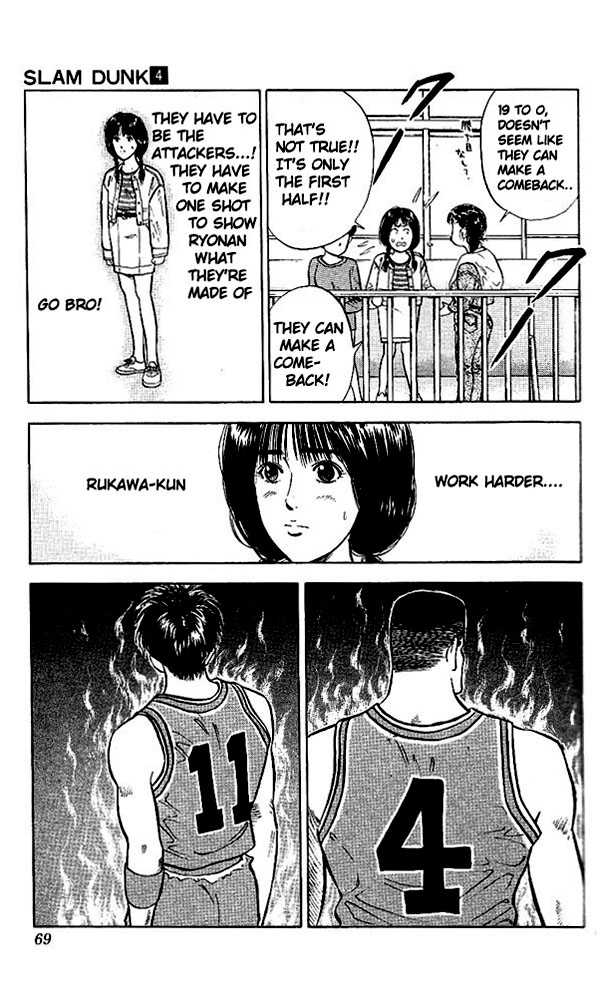 SLAM DUNK 4
19 TO 0,
DOESN'T
SEEM LIKE
THEY CAN
MAKE A
COMEBACK..
THAT'S
NOT TRUE!!
IT'S ONLY
THE FIRST
HALF!!
THEY CAN
MAKE A
COME-
BACK!
THEY HAVE TO
BE THE
ATTACKERS...!
THEY HAVE
TO MAKE
ONE SHOT
TO SHOW
RYONAN
WHAT
THEY'RE
MADE OF
GO BRO!
WORK HARDER....
RUKAWA-KUN
4
11
69